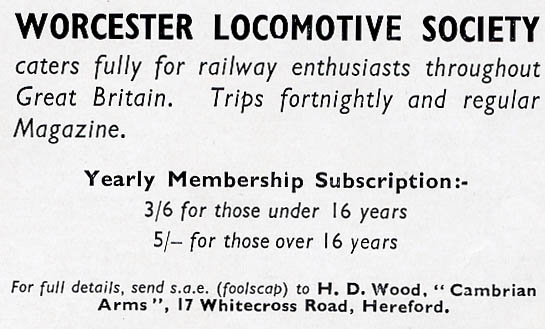 WORCESTER LOCOMOTIVE SOCIETY
caters fully for railway enthusiasts throughout
Great Britain. Trips fortnightly and regular
Magazine.
Yearly Membership Subscription:-
3/6 for those under 16 years
5/– for those over 16 years
For full details, send s.a.e. (foolscap) to H. D. Wood, “ Cambrian
Arms ”, 17 Whitecross Road, Hereford.